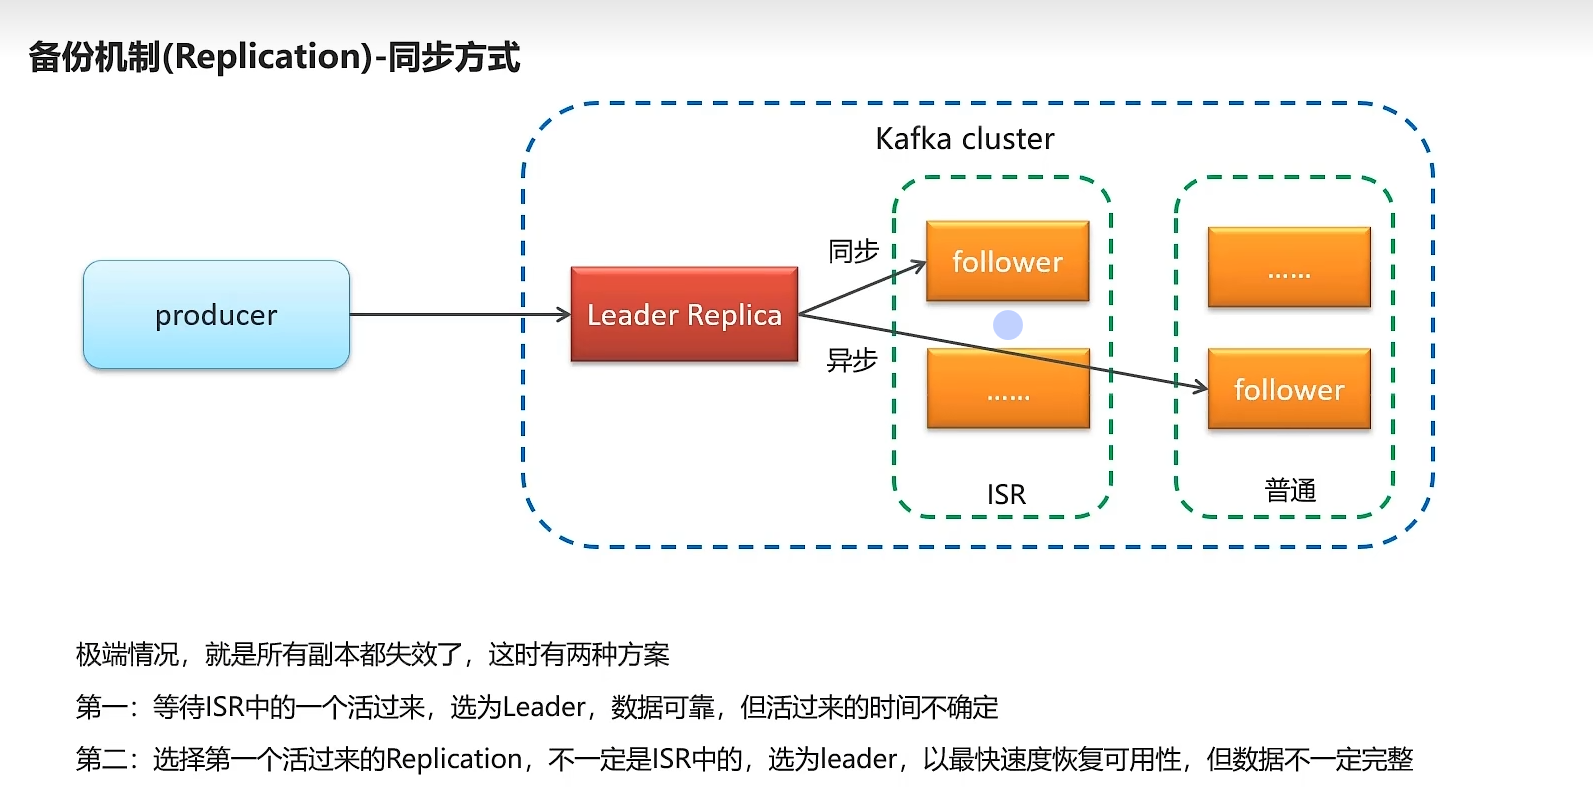 备份机制(Replication)-同步方式
Kafka cluster
producer
Leader Replica
同步
异步
follower
……
ISR
……
follower
普通
极端情况，就是所有副本都失效了，这时有两种方案
第一：等待ISR中的一个活过来，选为Leader，数据可靠，但活过来的时间不确定
第二：选择第一个活过来的Replication，不一定是ISR中的，选为leader，以最快速度恢复可用性，但数据不一定完整